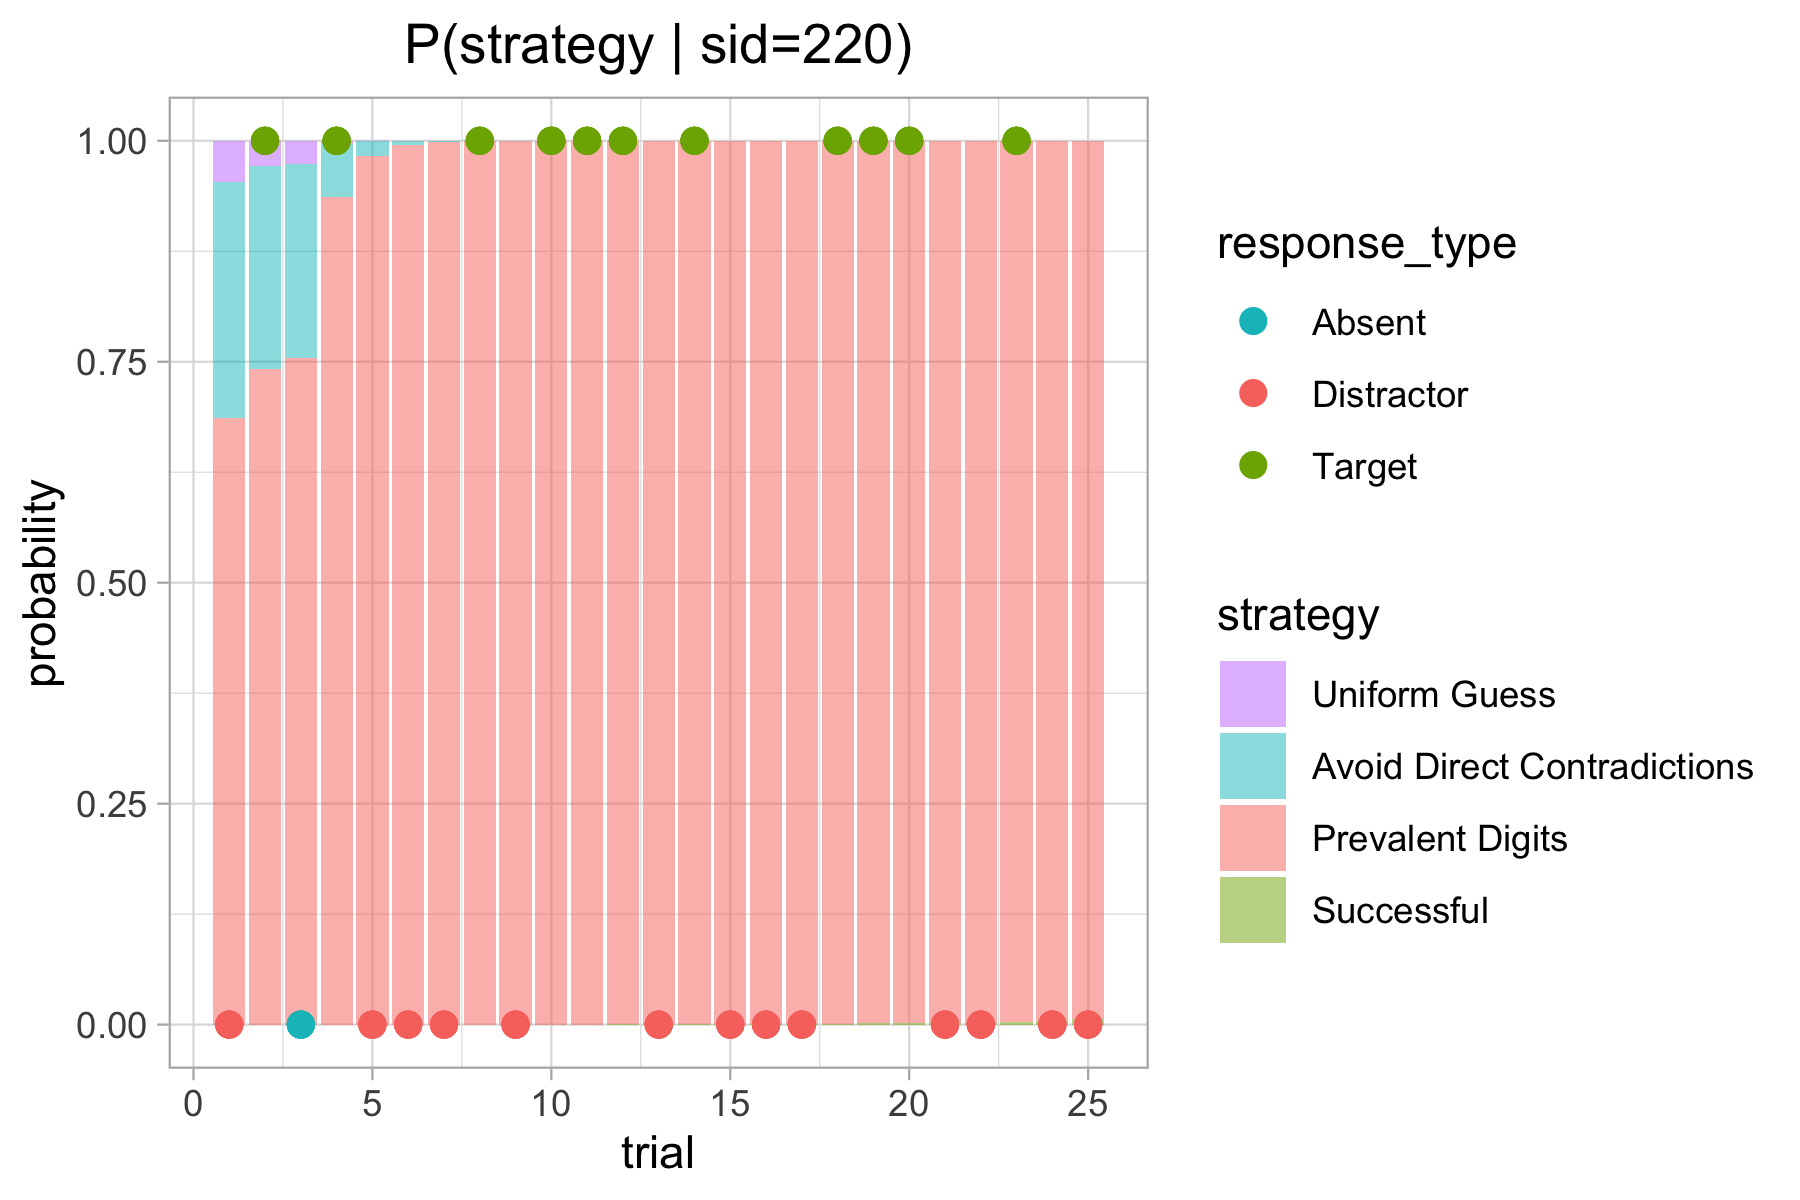 P(strategy | sid=220)
probability
1.00
0.75
0.50
0.25
0.00
0 5 10 15 20 25
trial
response_type
Absent
Distractor
Target
strategy
Uniform Guess
Avoid Direct Contradictions
Prevalent Digits
Successful